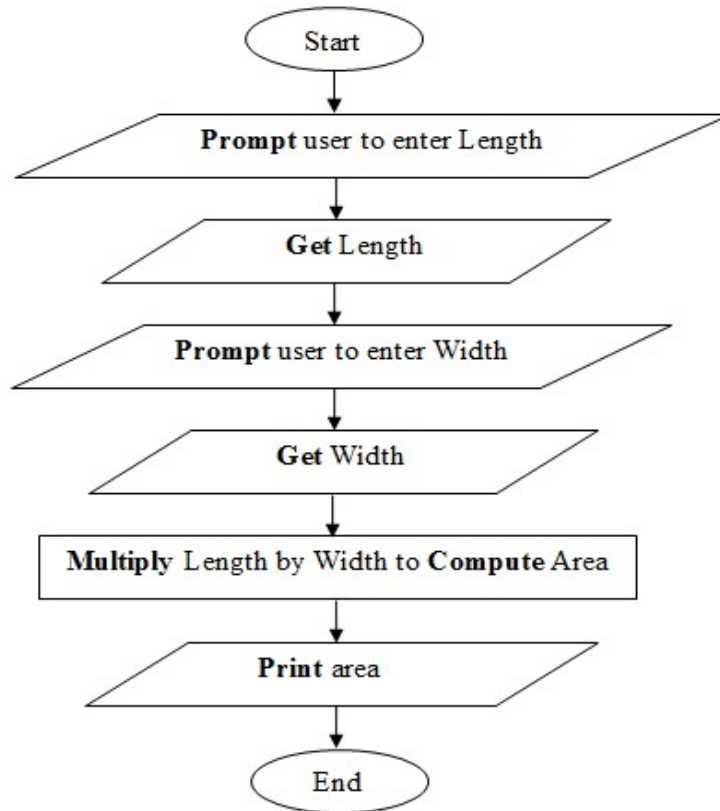 Start
Prompt user to enter Length
Get Length
Prompt user to enter Width
Get Width
Multiply Length by Width to Compute Area
Print area
End